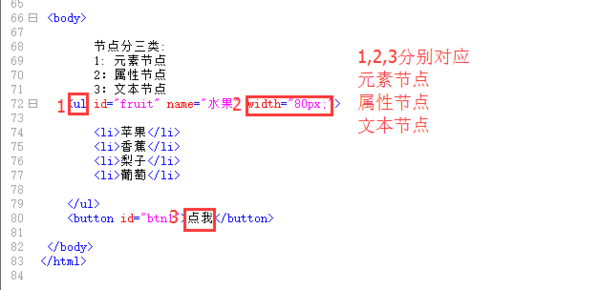 65
66 <body>
67
68 节点分三类:
69 1: 元素节点
70 2: 属性节点
71 3: 文本节点
72 1 <ul id="fruit" name="水果" 2 width="80px;">
73
74 <li>苹果</li>
75 <li>香蕉</li>
76 <li>梨子</li>
77 <li>葡萄</li>
78
79 </ul>
80 <button id="btn1"> 3 点我</button>
81
82 </body>
83 </html>
84
1,2,3分别对应
元素节点
属性节点
文本节点